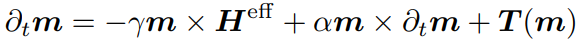 ∂ₜ𝒎 = −γ𝒎 × 𝑯ᵉᶠᶠ + α𝒎 × ∂ₜ𝒎 + 𝑻(𝒎)